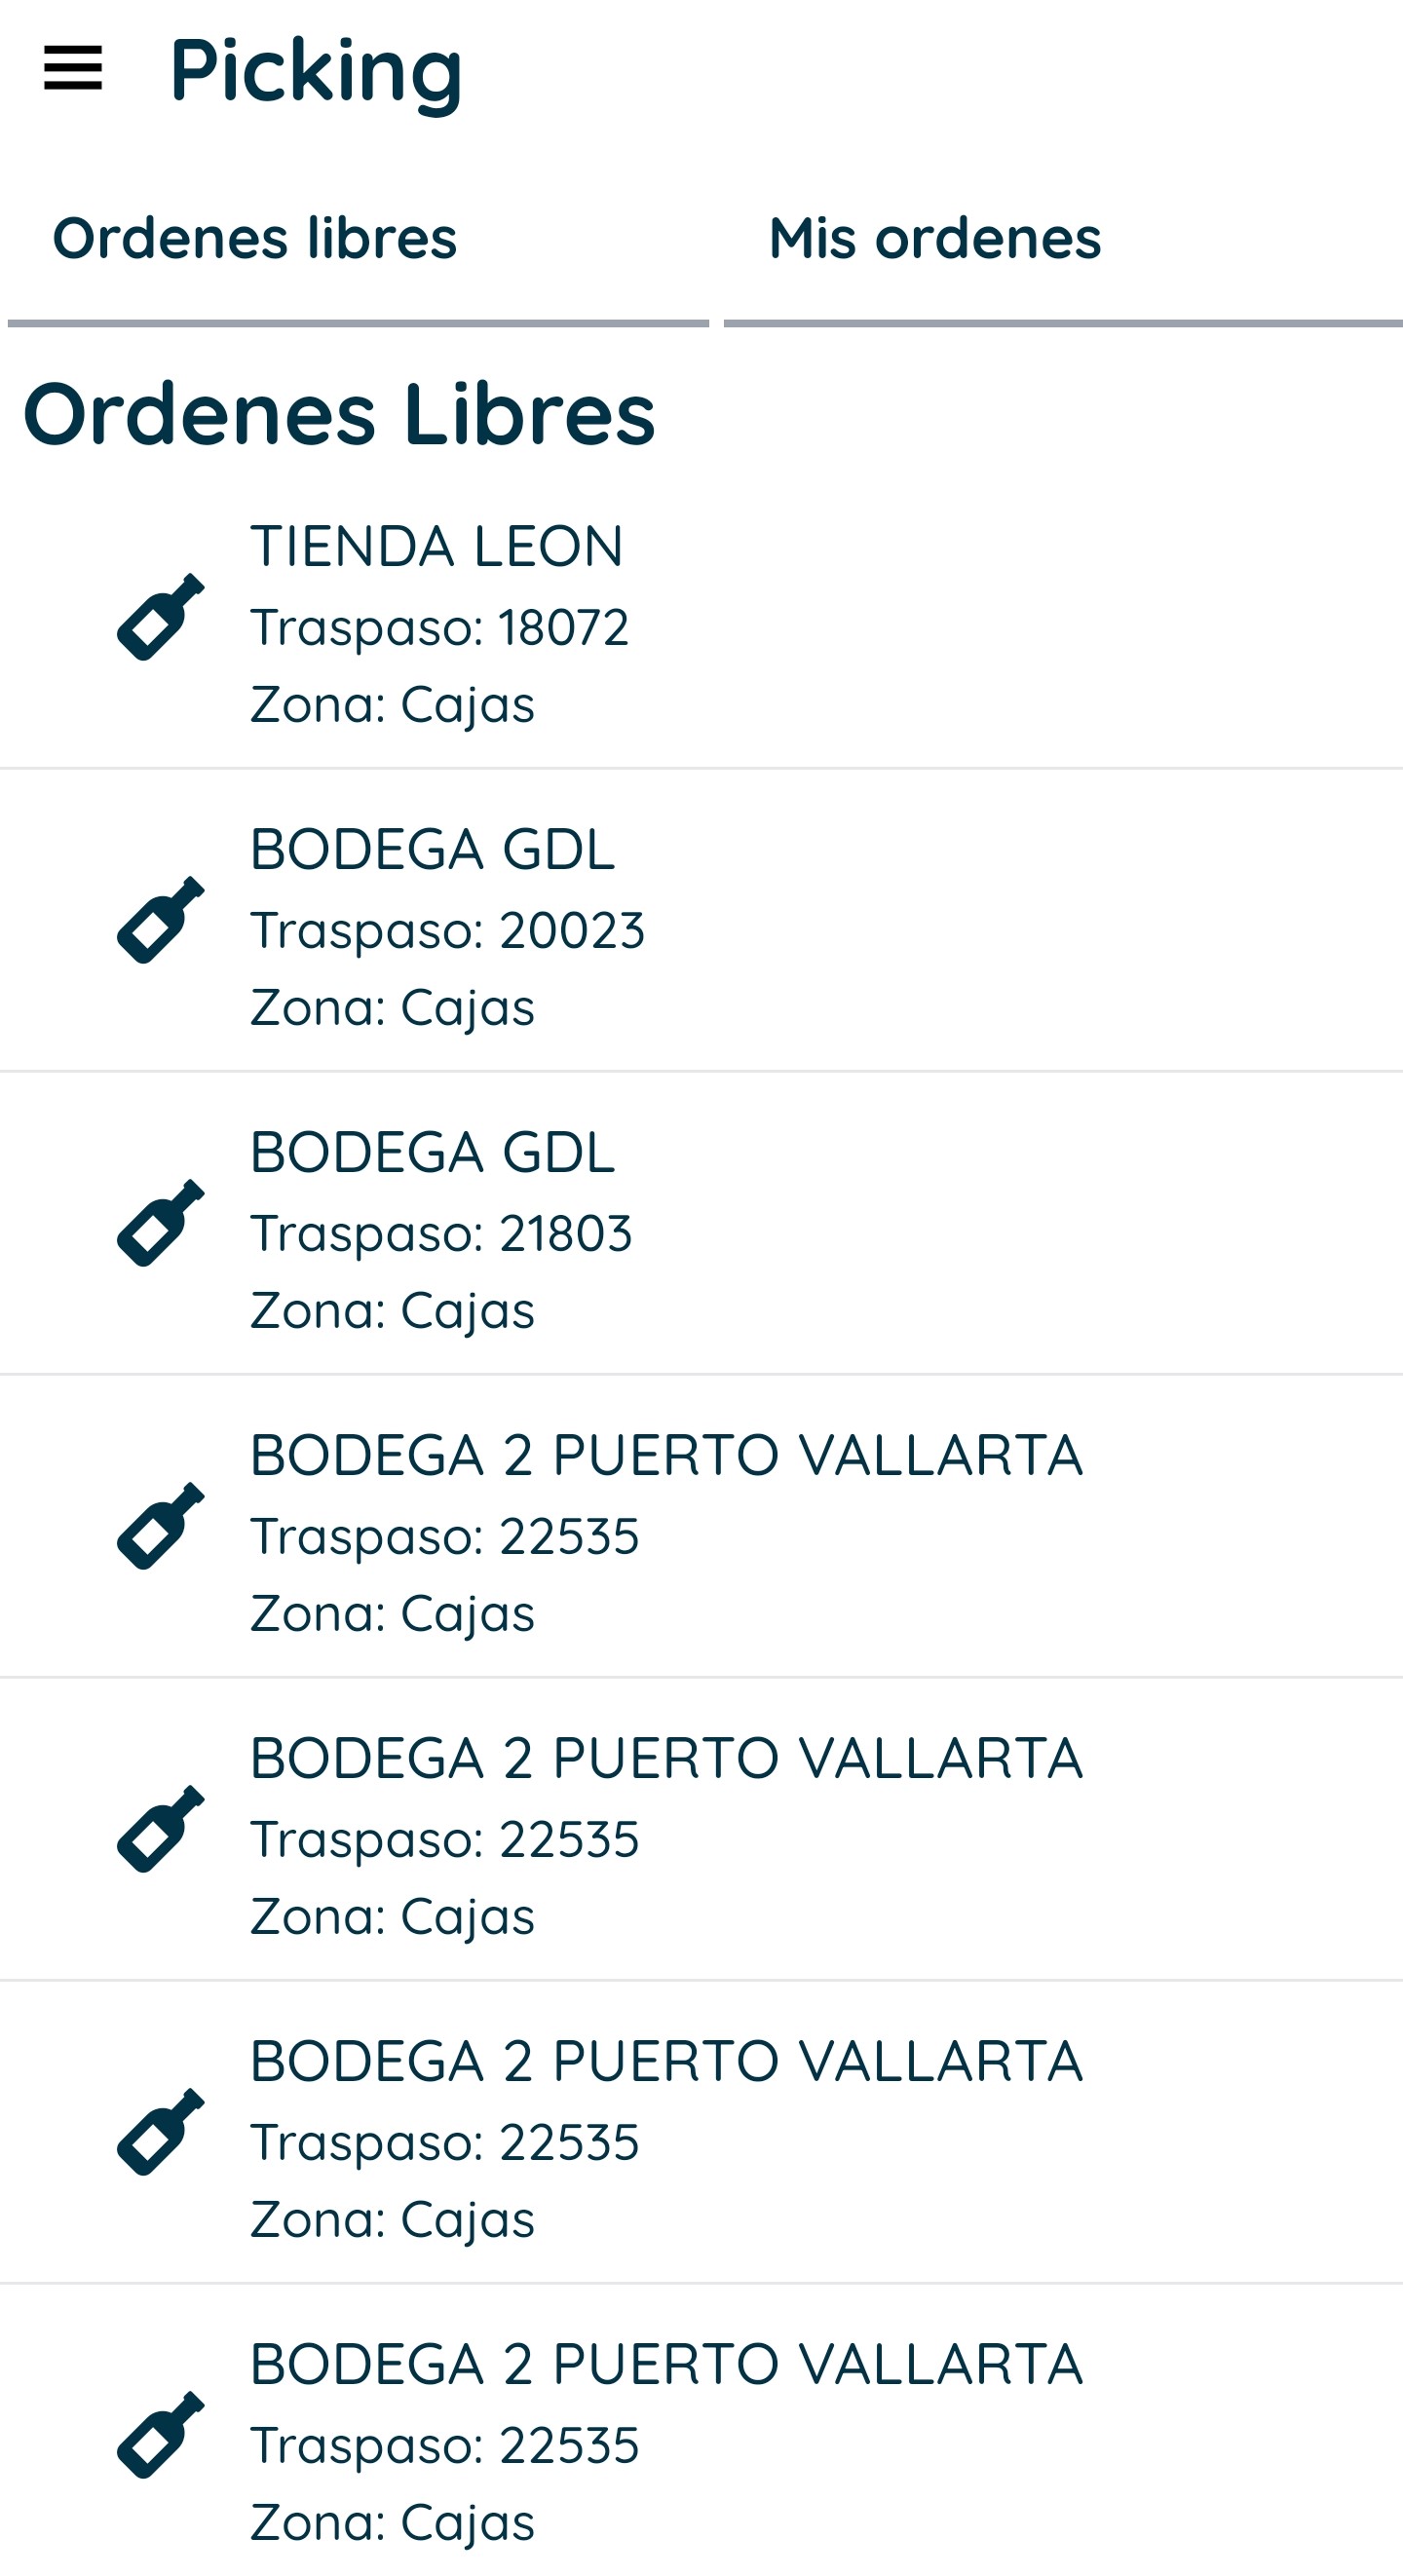 Picking
Ordenes libres
Mis ordenes
Ordenes Libres
TIENDA LEON
Traspaso: 18072
Zona: Cajas
BODEGA GDL
Traspaso: 20023
Zona: Cajas
BODEGA GDL
Traspaso: 21803
Zona: Cajas
BODEGA 2 PUERTO VALLARTA
Traspaso: 22535
Zona: Cajas
BODEGA 2 PUERTO VALLARTA
Traspaso: 22535
Zona: Cajas
BODEGA 2 PUERTO VALLARTA
Traspaso: 22535
Zona: Cajas
BODEGA 2 PUERTO VALLARTA
Traspaso: 22535
Zona: Cajas